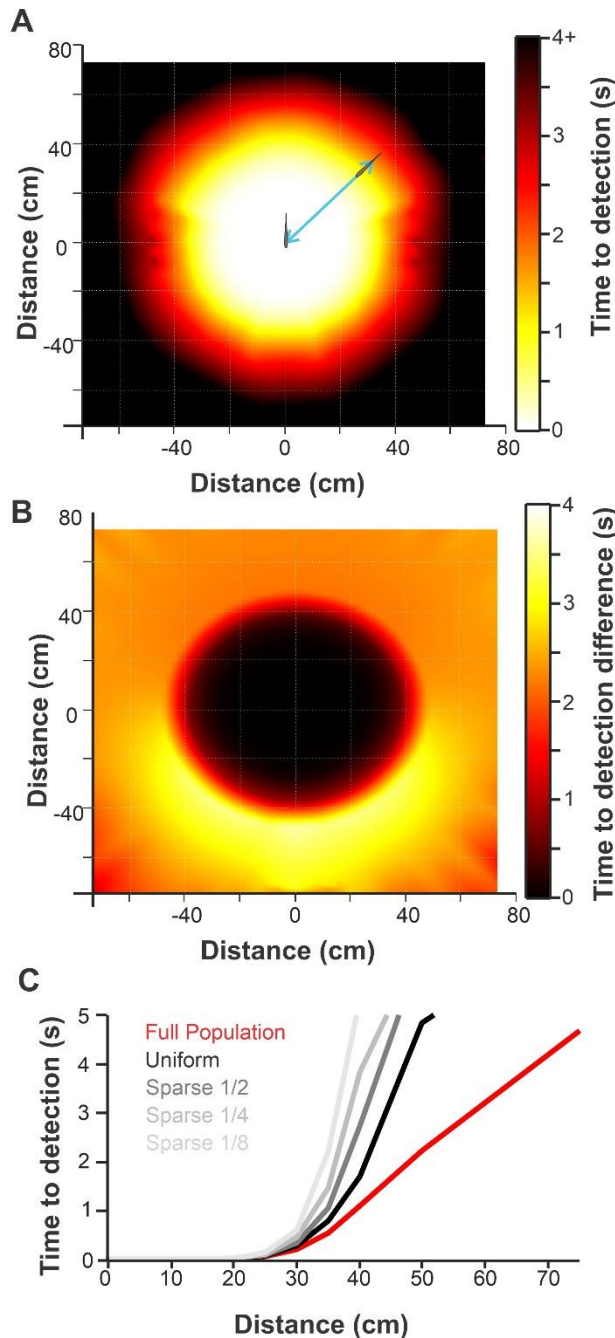 A
80
40
0
-40
Distance (cm)
-40 0 40 80
Distance (cm)
4+
3
2
1
0
Time to detection (s)
B
80
40
0
-40
Distance (cm)
-40 0 40 80
Distance (cm)
4
3
2
1
0
Time to detection difference (s)
C
5
4
3
2
1
0
Time to detection (s)
Full Population
Uniform
Sparse 1/2
Sparse 1/4
Sparse 1/8
0 10 20 30 40 50 60 70
Distance (cm)